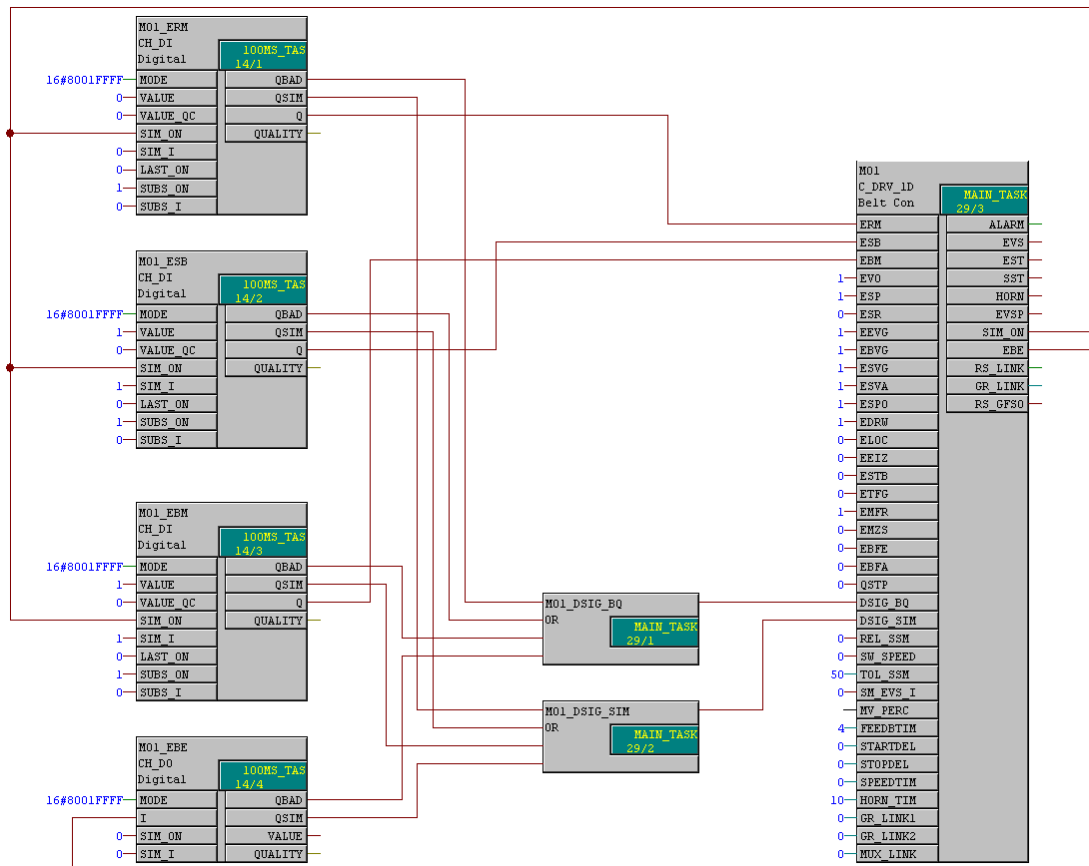 M01_ERM
CH_DI
Digital
100MS_TAS
14/1
16#8001FFFF MODE QBAD
0 VALUE QSIM
0 VALUE_QC Q
SIM_ON QUALITY
0 SIM_I
0 LAST_ON
1 SUBS_ON
0 SUBS_I
M01_ESB
CH_DI
Digital
100MS_TAS
14/2
16#8001FFFF MODE QBAD
1 VALUE QSIM
0 VALUE_QC Q
SIM_ON QUALITY
1 SIM_I
0 LAST_ON
1 SUBS_ON
0 SUBS_I
M01_EBM
CH_DI
Digital
100MS_TAS
14/3
16#8001FFFF MODE QBAD
1 VALUE QSIM
0 VALUE_QC Q
SIM_ON QUALITY
1 SIM_I
0 LAST_ON
1 SUBS_ON
0 SUBS_I
M01_EBE
CH_DO
Digital
100MS_TAS
14/4
16#8001FFFF MODE QBAD
I QSIM
0 SIM_ON VALUE
0 SIM_I QUALITY
M01_DSIG_BQ
OR
MAIN_TASK
29/1
M01_DSIG_SIM
OR
MAIN_TASK
29/2
M01
C_DRV_1D
Belt Con
MAIN_TASK
29/3
ERM ALARM
ESB EVS
EBM EST
1 EVO SST
1 ESP HORN
0 ESR EVSP
1 EEVG SIM_ON
1 EBVG EBE
1 ESVG RS_LINK
1 ESVA GR_LINK
1 ESPO RS_GFSO
1 EDRW
0 ELOC
0 EEIZ
0 ESTB
0 ETFG
1 EMFR
0 EMZS
0 EBFE
0 EBFA
0 QSTP
DSIG_BQ
DSIG_SIM
0 REL_SSM
0 SW_SPEED
50 TOL_SSM
0 SM_EVS_I
MV_PERC
4 FEEDBTIM
0 STARTDEL
0 STOPDEL
0 SPEEDTIM
10 HORN_TIM
0 GR_LINK1
0 GR_LINK2
0 MUX_LINK